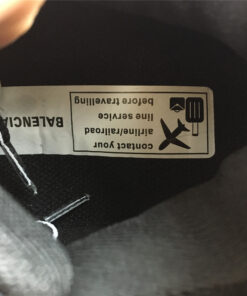 contact your
airline/railroad
line service
before travelling
BALENCIA